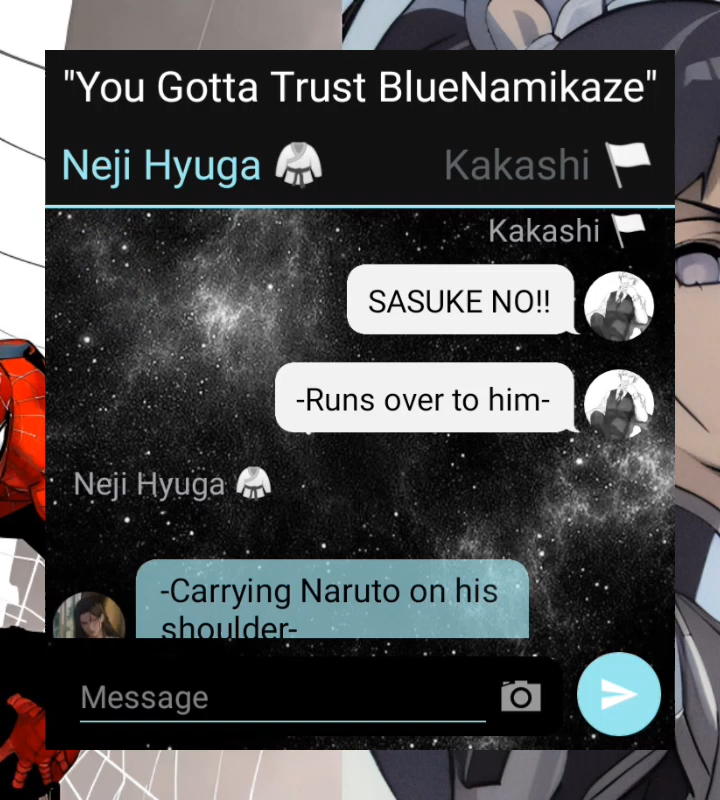 "You Gotta Trust BlueNamikaze"
Neji Hyuga 🥋 Kakashi 🏳
Kakashi 🏳
SASUKE NO!!
-Runs over to him-
Neji Hyuga 🥋
-Carrying Naruto on his
shoulder-
Message